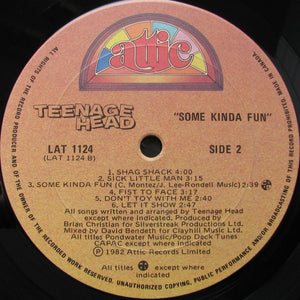 attic
TEENAGE HEAD
"SOME KINDA FUN"
LAT 1124
(LAT 1124 B)
SIDE 2
1. SHAG SHACK 4:00
2. SICK LITTLE MAN 3:15
3. SOME KINDA FUN (C. Montez/J. Lee-Rondell Music) 2:39
4. FIST TO FACE 3:17
5. DON'T TOY WITH ME 2:40
6. LET IT SHOW 2:47
All songs written and arranged by Teenage Head
except where indicated. Produced by
Brian Christian for Silverstreak Productions Ltd.
Mixed by David Bendeth for Clayhill Music Ltd.
All titles Pondwater Music/Poop Deck Tunes
CAPAC except where indicated
℗ 1982 Attic Records Limited
All titles except where indicated
ALL RIGHTS OF THE RECORD PRODUCER AND OF THE OWNER OF THE RECORDED WORK RESERVED. UNAUTHORIZED COPYING, PUBLIC PERFORMANCE AND/OR BROADCASTING OF THIS RECORD PROHIBITED. MADE IN CANADA.